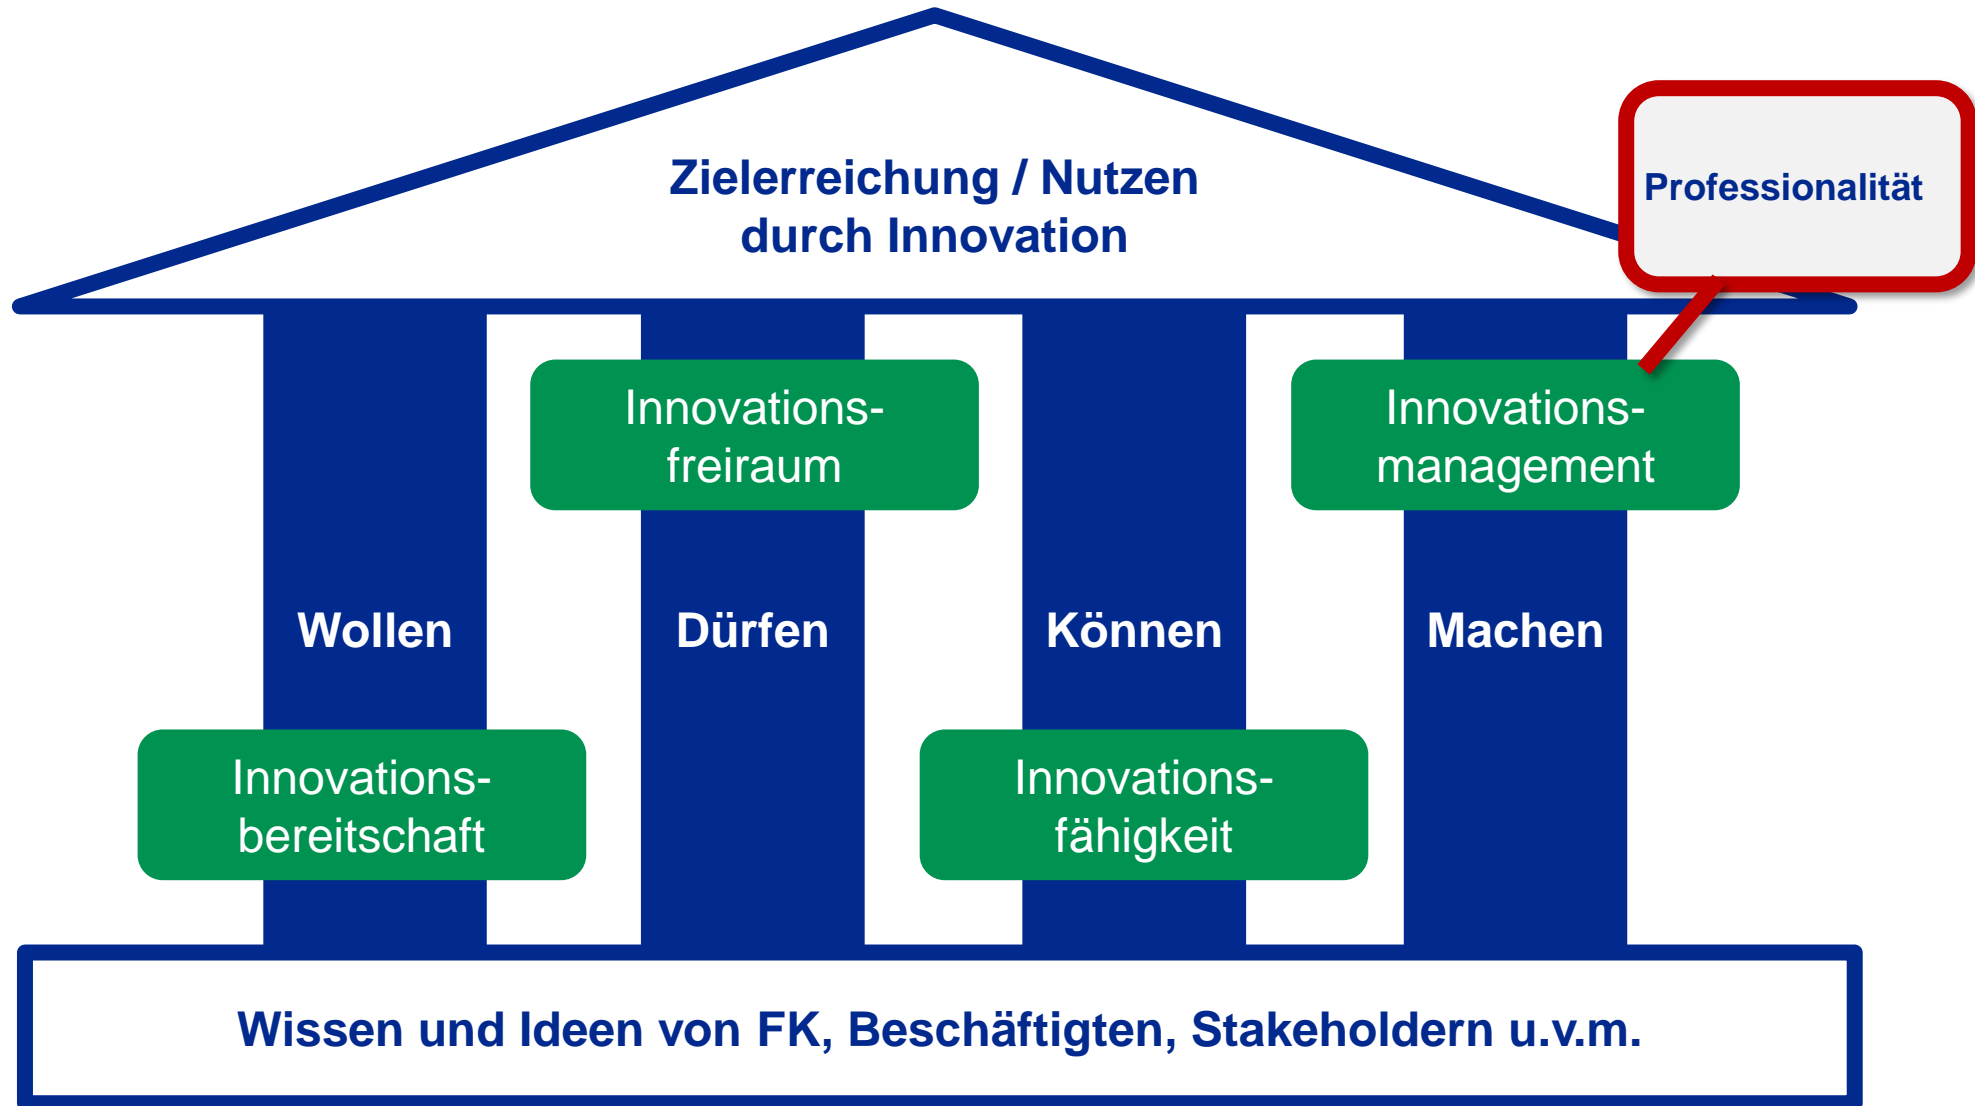 Zielerreichung / Nutzen
durch Innovation
Professionalität
Innovations-
freiraum
Innovations-
management
Wollen
Dürfen
Können
Machen
Innovations-
bereitschaft
Innovations-
fähigkeit
Wissen und Ideen von FK, Beschäftigten, Stakeholdern u.v.m.